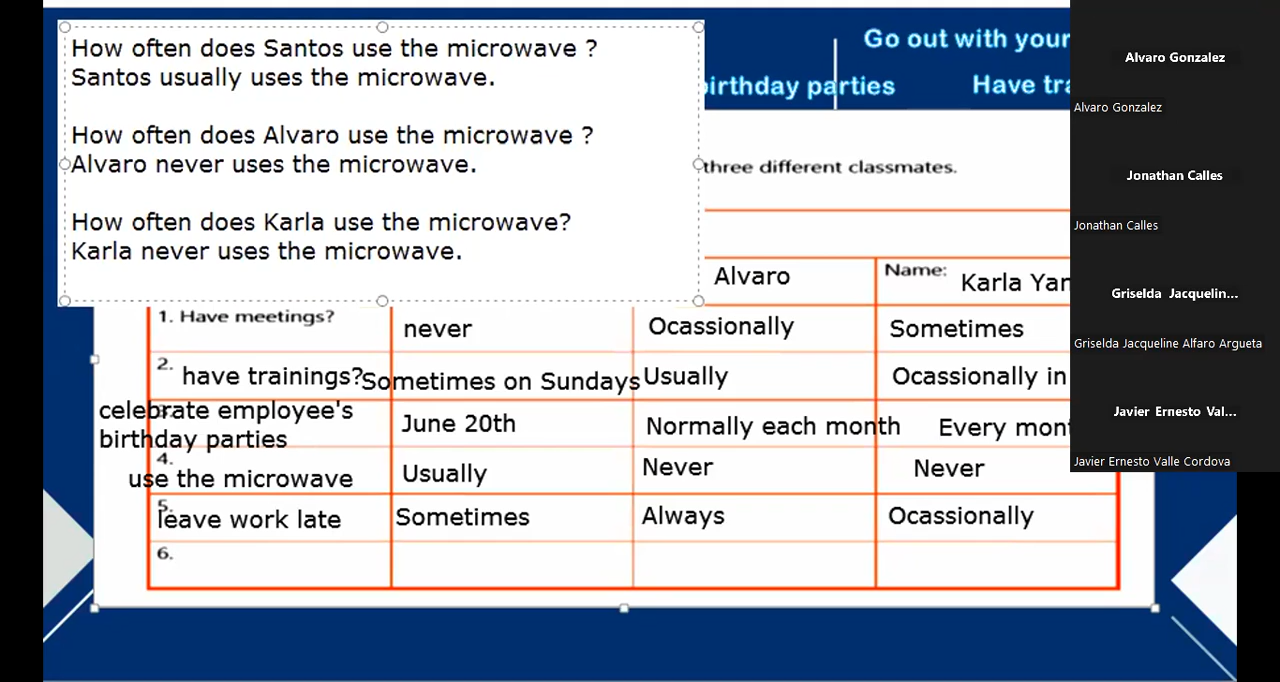 How often does Santos use the microwave ?
Santos usually uses the microwave.
How often does Alvaro use the microwave ?
Alvaro never uses the microwave.
How often does Karla use the microwave?
Karla never uses the microwave.
Go out with your
birthday parties
Have
three different classmates.
Alvaro
Name: Karla
1. Have meetings?
never
Ocassionally
Sometimes
2. have trainings?
Sometimes on Sundays
Usually
Ocassionally in
3. celebrate employee's
birthday parties
June 20th
Normally each month
Every
4. use the microwave
Usually
Never
Never
5. leave work late
Sometimes
Always
Ocassionally
6.
Alvaro Gonzalez
Alvaro Gonzalez
Jonathan Calles
Jonathan Calles
Griselda Jacquelin...
Griselda Jacqueline Alfaro Argueta
Javier Ernesto Val...
Javier Ernesto Valle Cordova